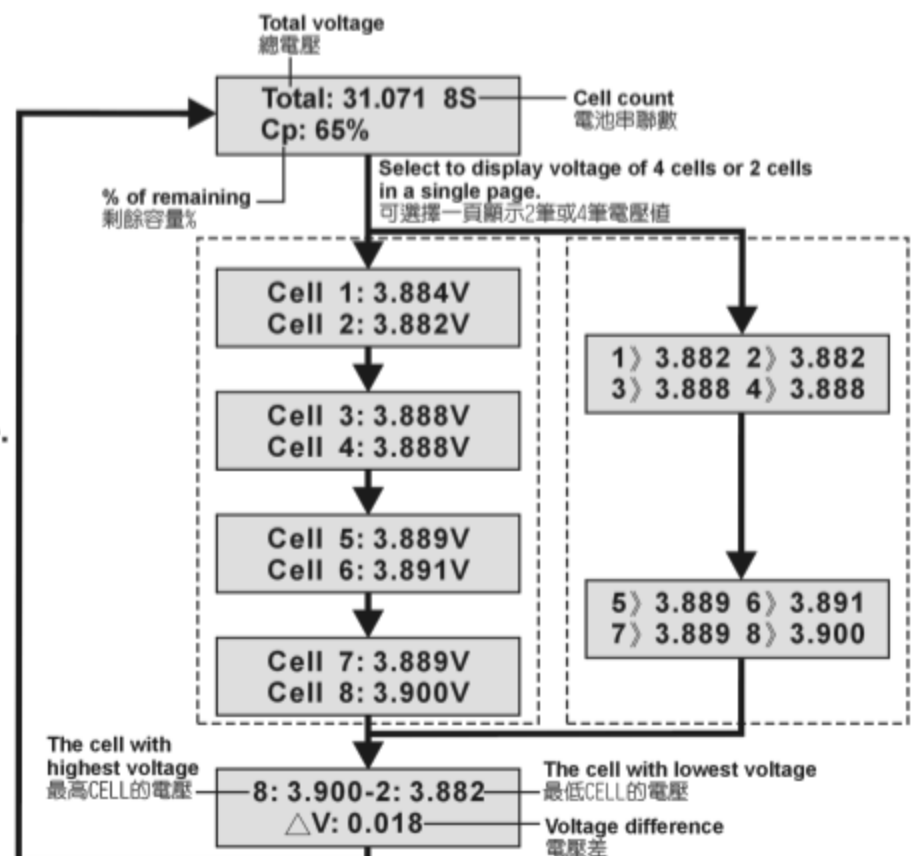 Total voltage
總電壓
Total: 31.071 8S
Cp: 65%
Cell count
電池串聯數
% of remaining
剩餘容量%
Select to display voltage of 4 cells or 2 cells
in a single page.
可選擇一頁顯示2筆或4筆電壓值
Cell 1: 3.884V
Cell 2: 3.882V
Cell 3: 3.888V
Cell 4: 3.888V
Cell 5: 3.889V
Cell 6: 3.891V
Cell 7: 3.889V
Cell 8: 3.900V
1》3.882 2》3.882
3》3.888 4》3.888
5》3.889 6》3.891
7》3.889 8》3.900
The cell with
highest voltage
最高CELL的電壓
8: 3.900-2: 3.882
△V: 0.018
The cell with lowest voltage
最低CELL的電壓
Voltage difference
電壓差